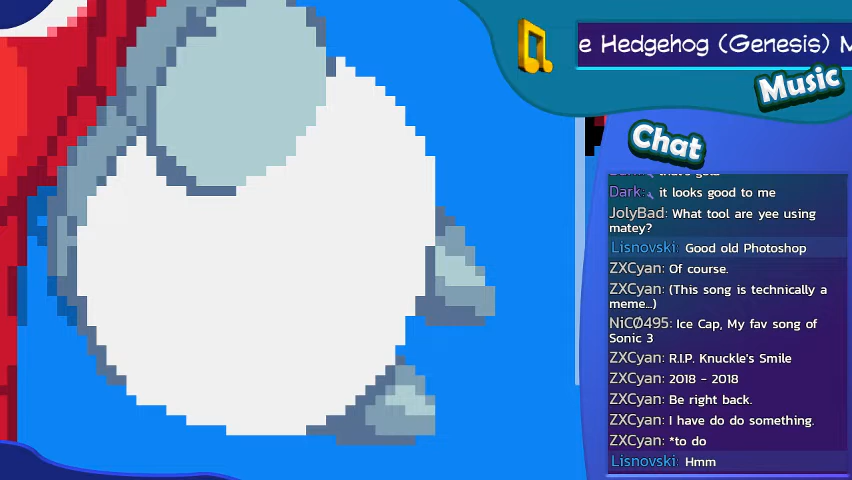 e Hedgehog (Genesis) M
Music
Chat
Dark: it looks good to me
JolyBad: What tool are yee using
matey?
Lisnovski: Good old Photoshop
ZXCyan: Of course.
ZXCyan: (This song is technically a
meme...)
NiCØ495: Ice Cap, My fav song of
Sonic 3
ZXCyan: R.I.P. Knuckle's Smile
ZXCyan: 2018 - 2018
ZXCyan: Be right back.
ZXCyan: I have do do something.
ZXCyan: *to do
Lisnovski: Hmm